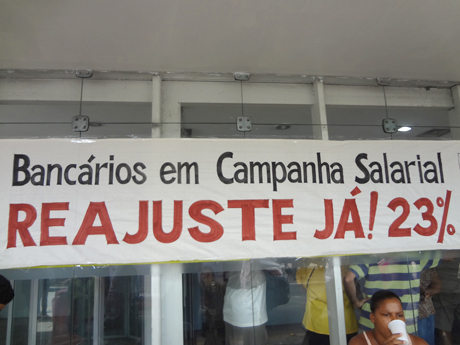 Bancários em Campanha Salarial
REAJUSTE JÁ! 23%